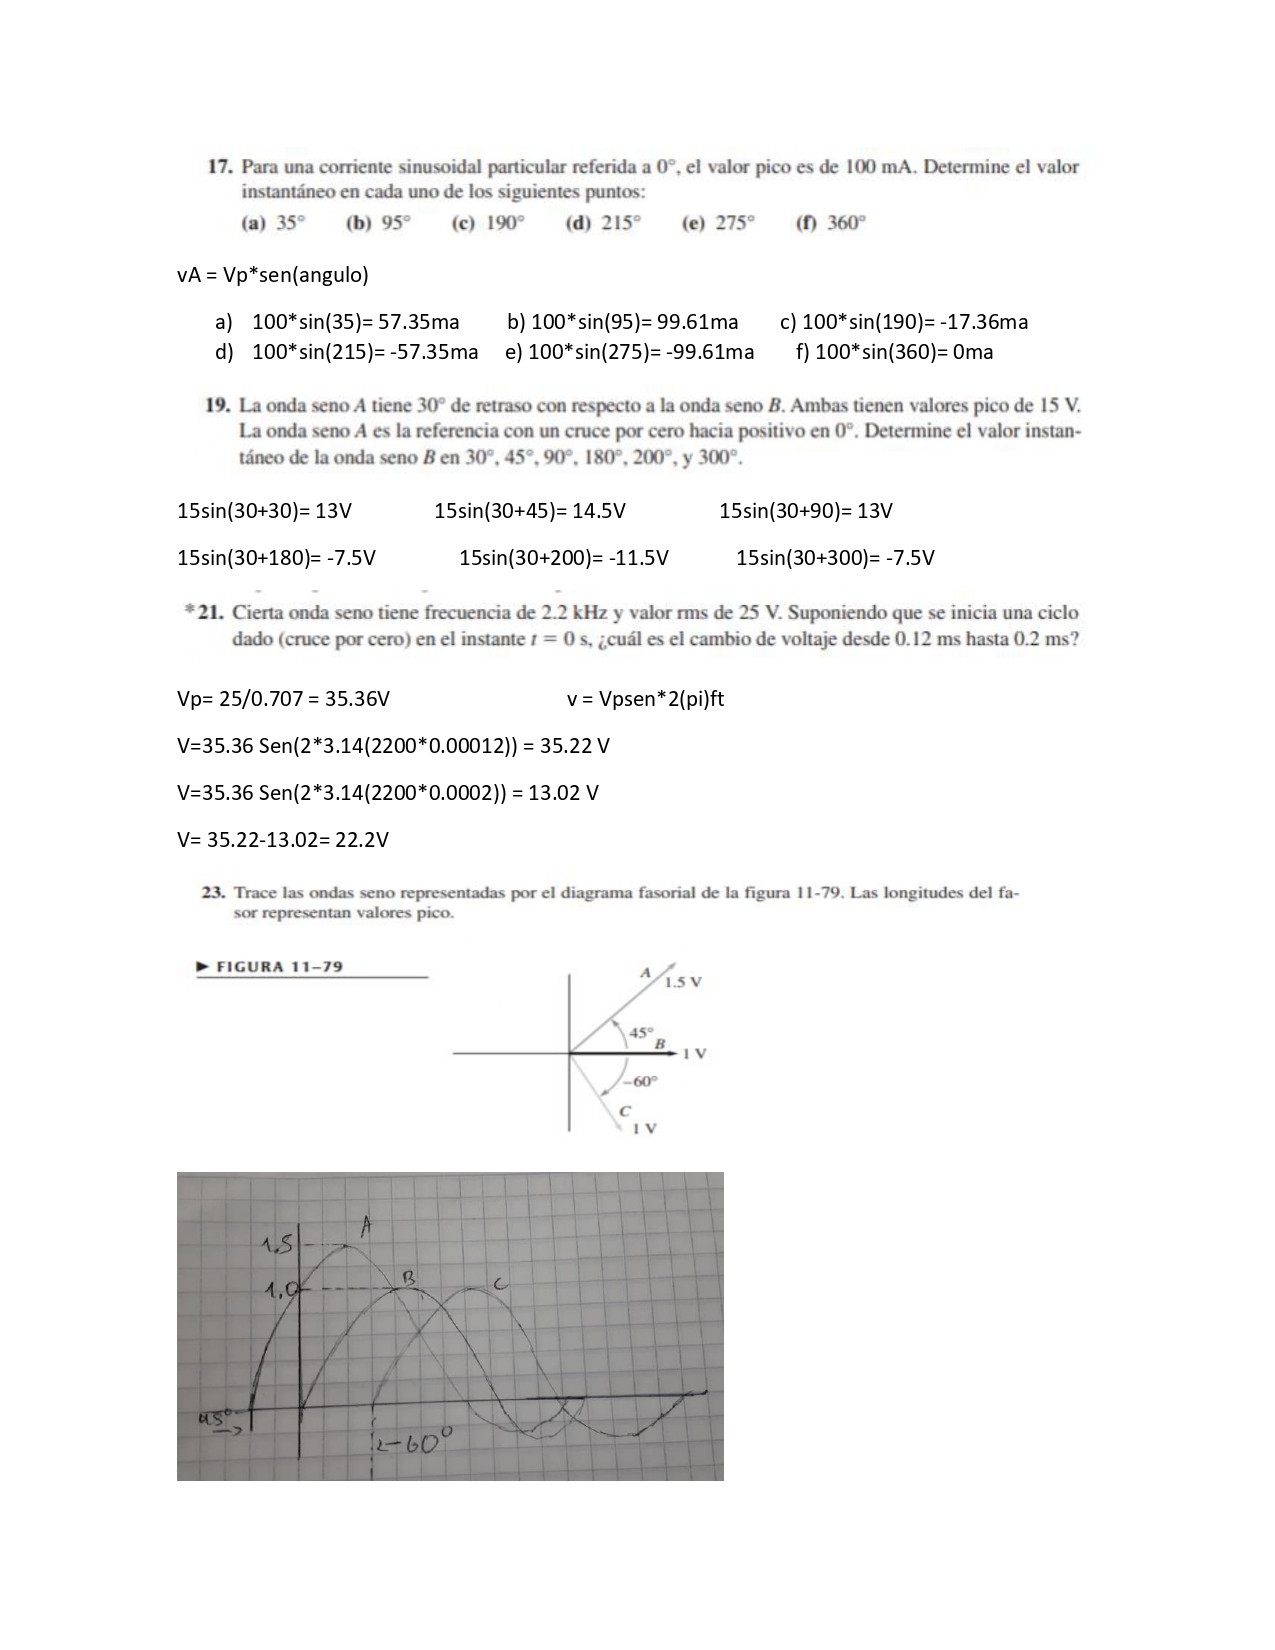 17. Para una corriente sinusoidal particular referida a 0°, el valor pico es de 100 mA. Determine el valor
instantáneo en cada uno de los siguientes puntos:
(a) 35° (b) 95° (c) 190° (d) 215° (e) 275° (f) 360°
vA = Vp*sen(angulo)
a) 100*sin(35)= 57.35ma b) 100*sin(95)= 99.61ma c) 100*sin(190)= -17.36ma
d) 100*sin(215)= -57.35ma e) 100*sin(275)= -99.61ma f) 100*sin(360)= 0ma
19. La onda seno A tiene 30° de retraso con respecto a la onda seno B. Ambas tienen valores pico de 15 V.
La onda seno A es la referencia con un cruce por cero hacia positivo en 0°. Determine el valor instan-
táneo de la onda seno B en 30°, 45°, 90°, 180°, 200°, y 300°.
15sin(30+30)= 13V 15sin(30+45)= 14.5V 15sin(30+90)= 13V
15sin(30+180)= -7.5V 15sin(30+200)= -11.5V 15sin(30+300)= -7.5V
*21. Cierta onda seno tiene frecuencia de 2.2 kHz y valor rms de 25 V. Suponiendo que se inicia una ciclo
dado (cruce por cero) en el instante t = 0 s, ¿cuál es el cambio de voltaje desde 0.12 ms hasta 0.2 ms?
Vp= 25/0.707 = 35.36V v = Vpsen*2(pi)ft
V=35.36 Sen(2*3.14(2200*0.00012)) = 35.22 V
V=35.36 Sen(2*3.14(2200*0.0002)) = 13.02 V
V= 35.22-13.02= 22.2V
23. Trace las ondas seno representadas por el diagrama fasorial de la figura 11-79. Las longitudes del fa-
sor representan valores pico.
► FIGURA 11–79
A
1.5 V
45°
B
1 V
–60°
C
1 V
A
1,5
B
C
1,0
45°
-60°